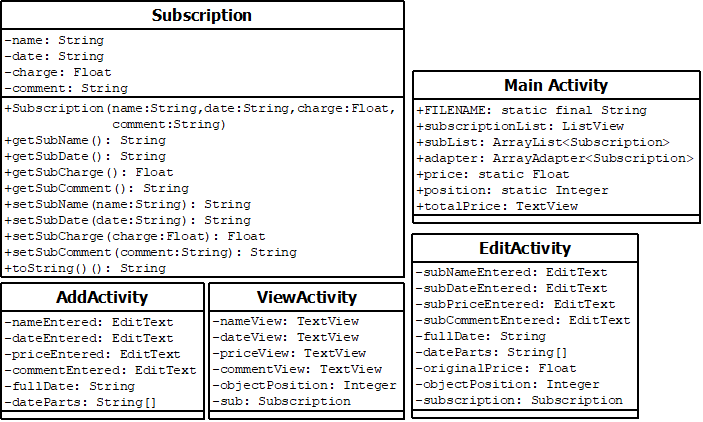 Subscription
-name: String
-date: String
-charge: Float
-comment: String
+Subscription(name:String,date:String,charge:Float,
comment:String)
+getSubName(): String
+getSubDate(): String
+getSubCharge(): Float
+getSubComment(): String
+setSubName(name:String): String
+setSubDate(date:String): String
+setSubCharge(charge:Float): Float
+setSubComment(comment:String): String
+toString()(): String
Main Activity
+FILENAME: static final String
+subscriptionList: ListView
+subList: ArrayList<Subscription>
+adapter: ArrayAdapter<Subscription>
+price: static Float
+position: static Integer
+totalPrice: TextView
AddActivity
-nameEntered: EditText
-dateEntered: EditText
-priceEntered: EditText
-commentEntered: EditText
-fullDate: String
-dateParts: String[]
ViewActivity
-nameView: TextView
-dateView: TextView
-priceView: TextView
-commentView: TextView
-objectPosition: Integer
-sub: Subscription
EditActivity
-subNameEntered: EditText
-subDateEntered: EditText
-subPriceEntered: EditText
-subCommentEntered: EditText
-fullDate: String
-dateParts: String[]
-originalPrice: Float
-objectPosition: Integer
-subscription: Subscription